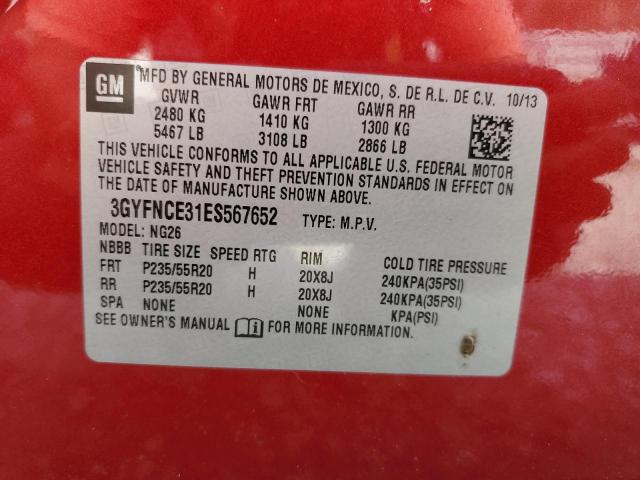 GM MFD BY GENERAL MOTORS DE MEXICO, S. DE R.L. DE C.V. 10/13
GVWR GAWR FRT GAWR RR
2480 KG 1410 KG 1300 KG
5467 LB 3108 LB 2866 LB
THIS VEHICLE CONFORMS TO ALL APPLICABLE U.S. FEDERAL MOTOR
VEHICLE SAFETY AND THEFT PREVENTION STANDARDS IN EFFECT ON
THE DATE OF MANUFACTURE SHOWN ABOVE.
3GYFNCE31ES567652 TYPE: M.P.V.
MODEL: NG26
NBBB TIRE SIZE SPEED RTG RIM COLD TIRE PRESSURE
FRT P235/55R20 H 20X8J 240KPA(35PSI)
RR P235/55R20 H 20X8J 240KPA(35PSI)
SPA NONE NONE KPA(PSI)
SEE OWNER'S MANUAL FOR MORE INFORMATION.